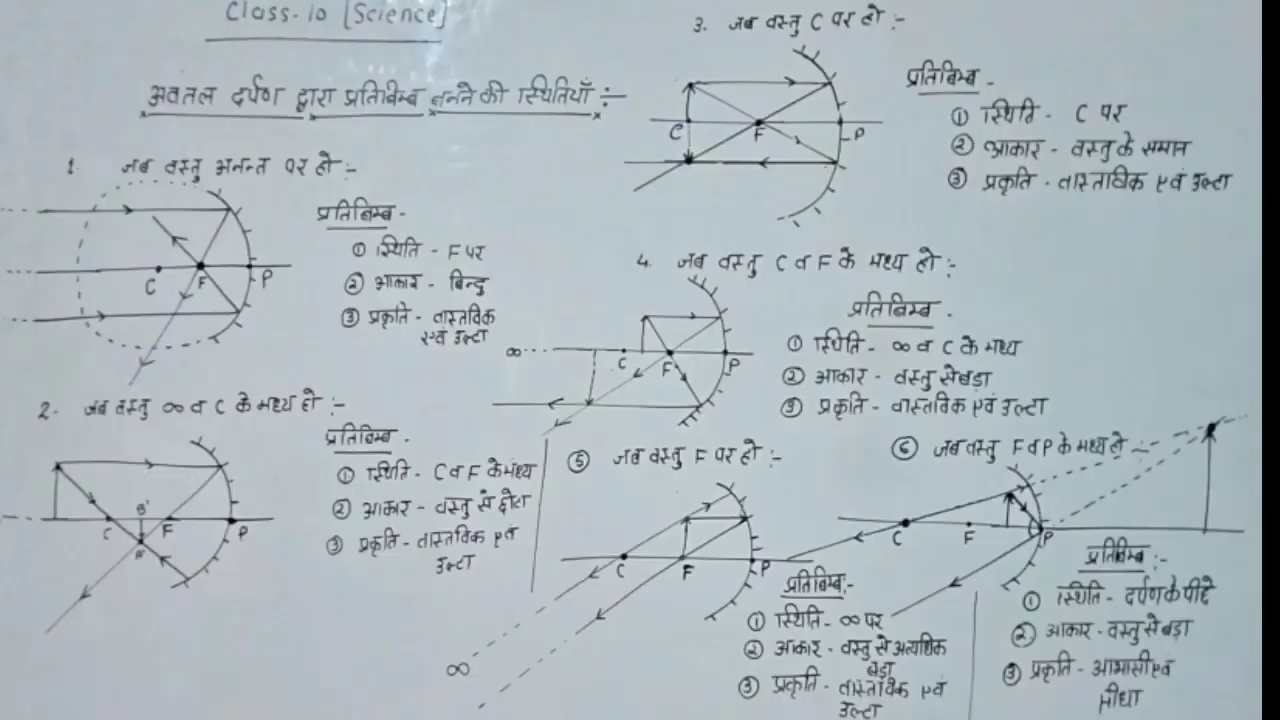 Class. 10 [Science]
अवतल दर्पण द्वारा प्रतिबिम्ब बनने की स्थितियाँ :-
1. जब वस्तु अनन्त पर हो :-
C F P
प्रतिबिम्ब -
① स्थिति - F पर
② आकार - बिन्दु
③ प्रकृति - वास्तविक
एवं उल्टा
2. जब वस्तु ∞ व C के मध्य हो :-
B'
C F P
A'
प्रतिबिम्ब -
① स्थिति - C व F के मध्य
② आकार - वस्तु से छोटा
③ प्रकृति - वास्तविक एवं
उल्टा
3. जब वस्तु C पर हो :-
C F P
प्रतिबिम्ब -
① स्थिति - C पर
② आकार - वस्तु के समान
③ प्रकृति - वास्तविक एवं उल्टा
4. जब वस्तु C व F के मध्य हो :-
∞ C F P
प्रतिबिम्ब -
① स्थिति - ∞ व C के मध्य
② आकार - वस्तु से बड़ा
③ प्रकृति - वास्तविक एवं उल्टा
⑤ जब वस्तु F पर हो :-
C F P
∞
प्रतिबिम्ब :-
① स्थिति - ∞ पर
② आकार - वस्तु से अत्यधिक
बड़ा
③ प्रकृति - वास्तविक एवं
उल्टा
⑥ जब वस्तु F व P के मध्य हो :-
C F P
प्रतिबिम्ब :-
① स्थिति - दर्पण के पीछे
② आकार - वस्तु से बड़ा
③ प्रकृति - आभासी एवं
सीधा